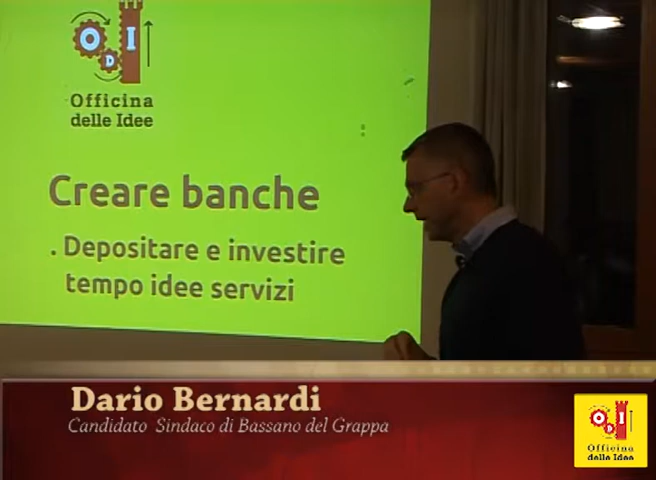 O D I
Officina
delle Idee
Creare banche
. Depositare e investire
tempo idee servizi
Dario Bernardi
Candidato Sindaco di Bassano del Grappa
O D I
Officina
delle Idee